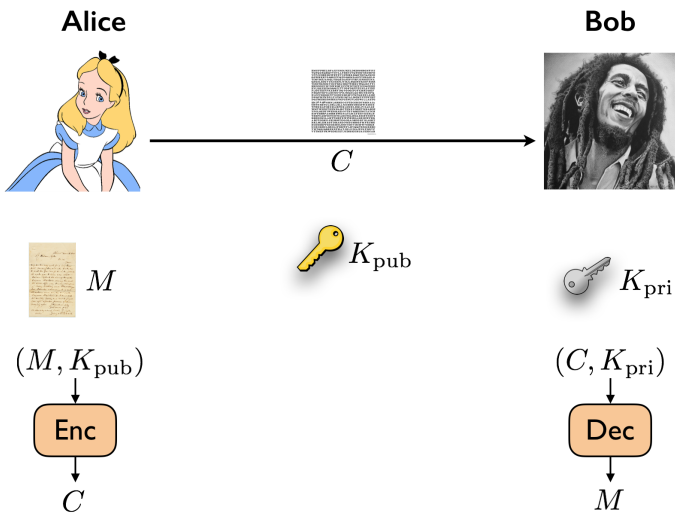 Alice
Bob
C
M
K_pub
K_pri
(M, K_pub)
(C, K_pri)
Enc
Dec
C
M